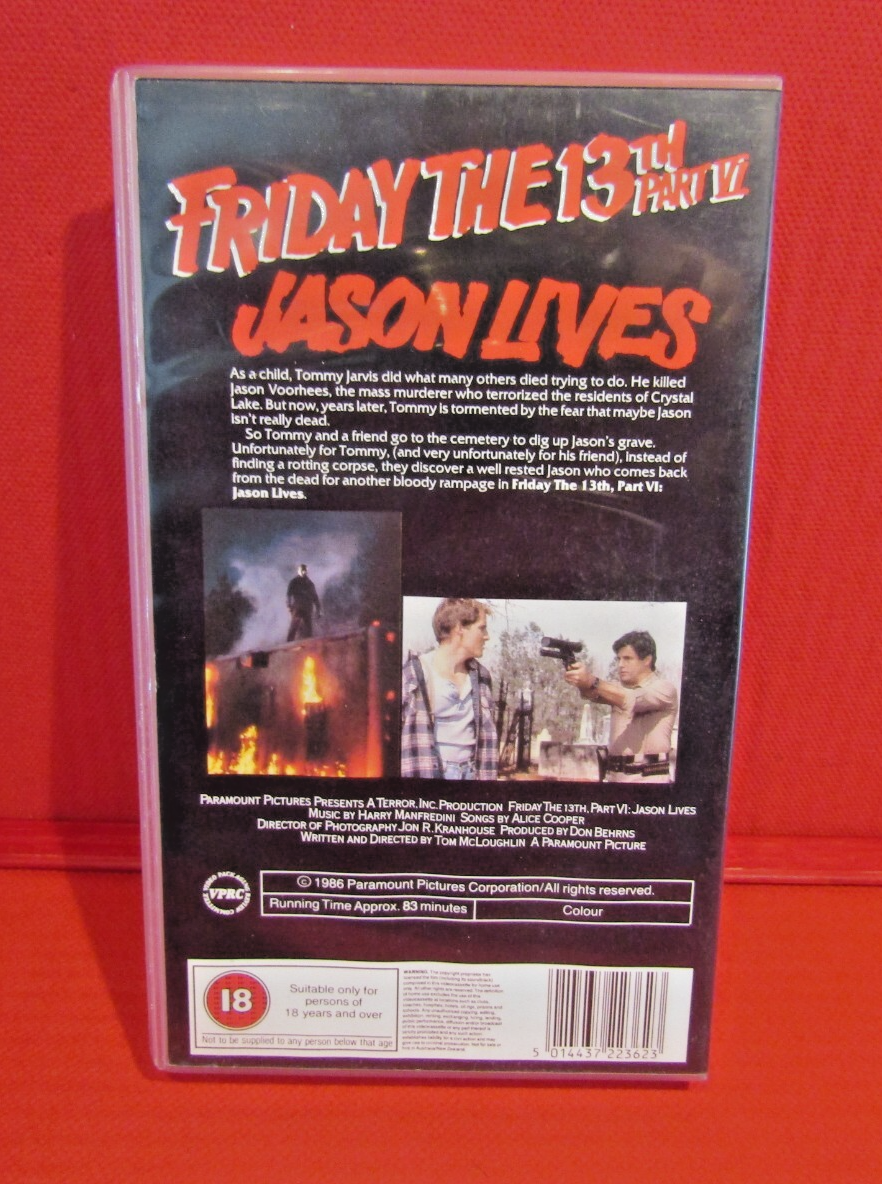 FRIDAY THE 13TH
PART VI
JASON LIVES
As a child, Tommy Jarvis did what many others died trying to do. He killed
Jason Voorhees, the mass murderer who terrorized the residents of Crystal
Lake. But now, years later, Tommy is tormented by the fear that maybe Jason
isn't really dead.
So Tommy and a friend go to the cemetery to dig up Jason's grave.
Unfortunately for Tommy, (and very unfortunately for his friend), instead of
finding a rotting corpse, they discover a well rested Jason who comes back
from the dead for another bloody rampage in Friday The 13th, Part VI:
Jason Lives.
PARAMOUNT PICTURES PRESENTS A TERROR, INC. PRODUCTION FRIDAY THE 13TH, PART VI: JASON LIVES
MUSIC BY HARRY MANFREDINI SONGS BY ALICE COOPER
DIRECTOR OF PHOTOGRAPHY JON R. KRANHOUSE PRODUCED BY DON BEHRNS
WRITTEN AND DIRECTED BY TOM MCLOUGHLIN A PARAMOUNT PICTURE
VPRC
© 1986 Paramount Pictures Corporation/All rights reserved.
Running Time Approx. 83 minutes
Colour
18
Suitable only for
persons of
18 years and over
Not to be supplied to any person below that age
WARNING: The copyright proprietor has
5 014437 223623